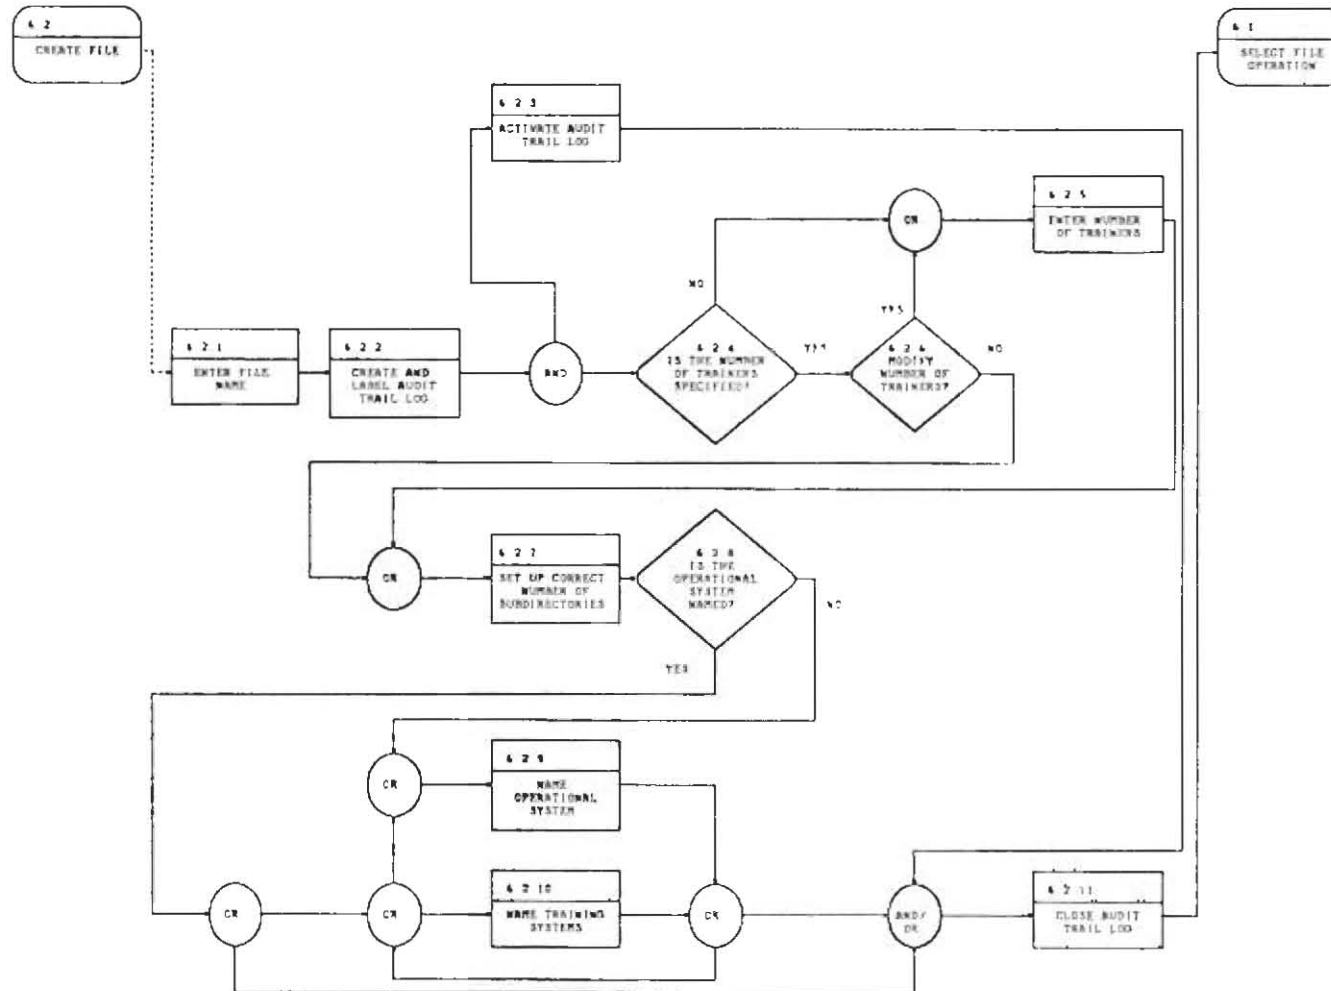 6 2
CREATE FILE
6 1
SELECT FILE
OPERATION
6 2 3
ACTIVATE AUDIT
TRAIL LOG
6 2 5
ENTER NUMBER
OF TRAINERS
OR
NO
YES
6 2 1
ENTER FILE
NAME
6 2 2
CREATE AND
LABEL AUDIT
TRAIL LOG
AND
6 2 4
IS THE NUMBER
OF TRAINERS
SPECIFIED?
YES
6 2 6
MODIFY
NUMBER OF
TRAINERS?
NO
OR
6 2 7
SET UP CORRECT
NUMBER OF
SUBDIRECTORIES
6 2 8
IS THE
OPERATIONAL
SYSTEM
NAMED?
NO
YES
OR
6 2 9
NAME
OPERATIONAL
SYSTEM
OR
OR
6 2 10
NAME TRAINING
SYSTEMS
OR
AND/
OR
6 2 11
CLOSE AUDIT
TRAIL LOG